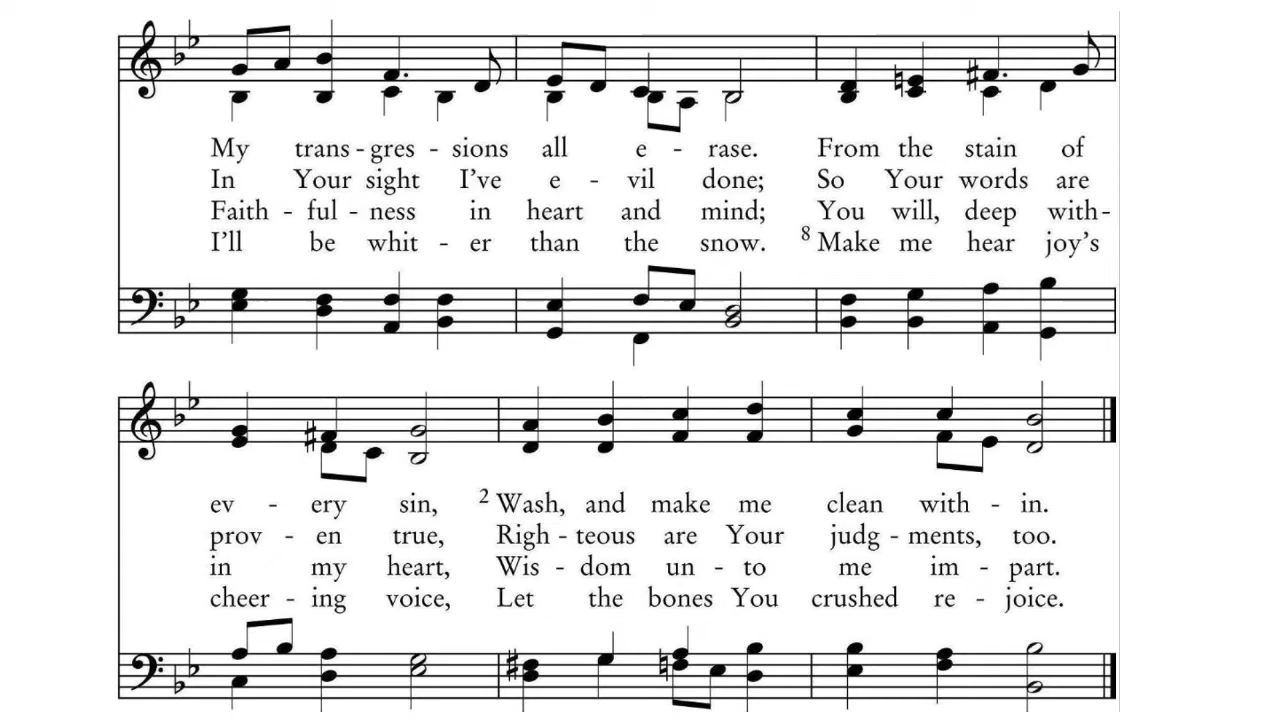 My trans - gres - sions all e - rase. From the stain of
In Your sight I've e - vil done; So Your words are
Faith - ful - ness in heart and mind; You will, deep with-
I'll be whit - er than the snow. 8 Make me hear joy's
ev - ery sin, 2 Wash, and make me clean with - in.
prov - en true, Righ - teous are Your judg - ments, too.
in my heart, Wis - dom un - to me im - part.
cheer - ing voice, Let the bones You crushed re - joice.